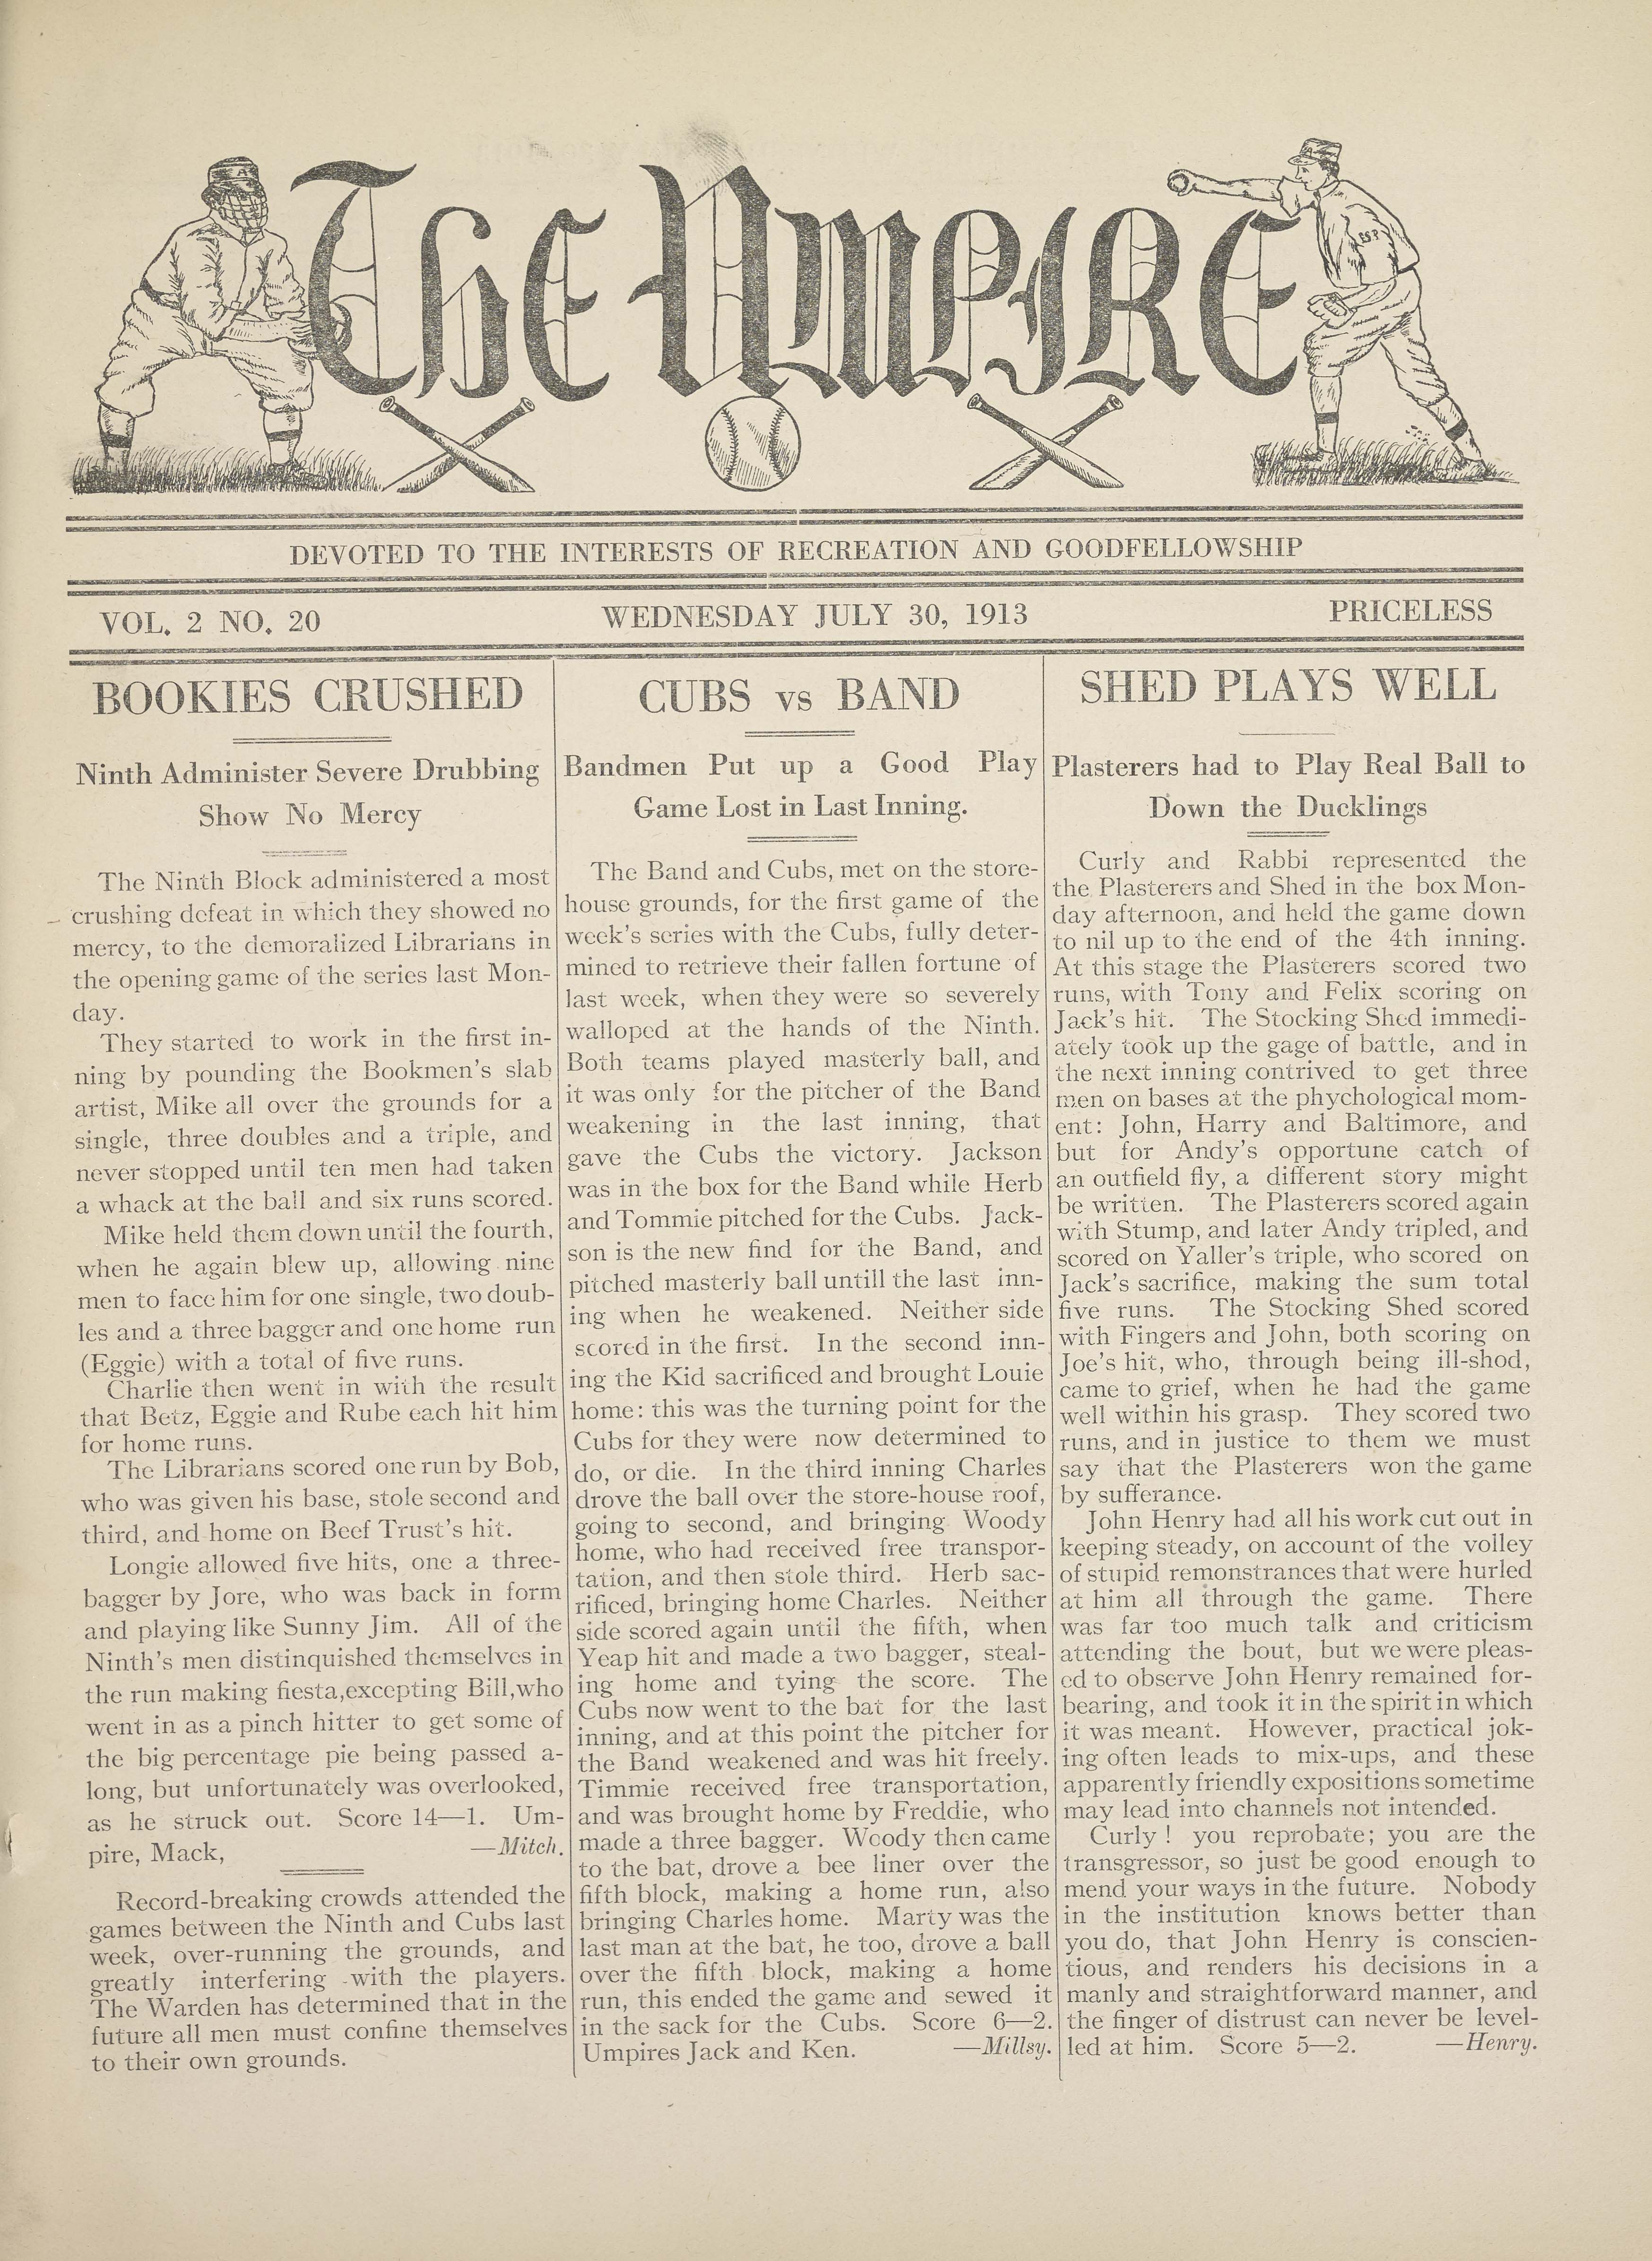 The Umpire
E.S.P.
DEVOTED TO THE INTERESTS OF RECREATION AND GOODFELLOWSHIP
VOL. 2 NO. 20 WEDNESDAY JULY 30, 1913 PRICELESS
BOOKIES CRUSHED
Ninth Administer Severe Drubbing
Show No Mercy
The Ninth Block administered a most
crushing defeat in which they showed no
mercy, to the demoralized Librarians in
the opening game of the series last Mon-
day.
They started to work in the first in-
ning by pounding the Bookmen's slab
artist, Mike all over the grounds for a
single, three doubles and a triple, and
never stopped until ten men had taken
a whack at the ball and six runs scored.
Mike held them down until the fourth,
when he again blew up, allowing nine
men to face him for one single, two doub-
les and a three bagger and one home run
(Eggie) with a total of five runs.
Charlie then went in with the result
that Betz, Eggie and Rube each hit him
for home runs.
The Librarians scored one run by Bob,
who was given his base, stole second and
third, and home on Beef Trust's hit.
Longie allowed five hits, one a three-
bagger by Jore, who was back in form
and playing like Sunny Jim. All of the
Ninth's men distinquished themselves in
the run making fiesta,excepting Bill,who
went in as a pinch hitter to get some of
the big percentage pie being passed a-
long, but unfortunately was overlooked,
as he struck out. Score 14—1. Um-
pire, Mack, —Mitch.
Record-breaking crowds attended the
games between the Ninth and Cubs last
week, over-running the grounds, and
greatly interfering with the players.
The Warden has determined that in the
future all men must confine themselves
to their own grounds.
CUBS vs BAND
Bandmen Put up a Good Play
Game Lost in Last Inning.
The Band and Cubs, met on the store-
house grounds, for the first game of the
week's series with the Cubs, fully deter-
mined to retrieve their fallen fortune of
last week, when they were so severely
walloped at the hands of the Ninth.
Both teams played masterly ball, and
it was only for the pitcher of the Band
weakening in the last inning, that
gave the Cubs the victory. Jackson
was in the box for the Band while Herb
and Tommie pitched for the Cubs. Jack-
son is the new find for the Band, and
pitched masterly ball untill the last inn-
ing when he weakened. Neither side
scored in the first. In the second inn-
ing the Kid sacrificed and brought Louie
home: this was the turning point for the
Cubs for they were now determined to
do, or die. In the third inning Charles
drove the ball over the store-house roof,
going to second, and bringing Woody
home, who had received free transpor-
tation, and then stole third. Herb sac-
rificed, bringing home Charles. Neither
side scored again until the fifth, when
Yeap hit and made a two bagger, steal-
ing home and tying the score. The
Cubs now went to the bat for the last
inning, and at this point the pitcher for
the Band weakened and was hit freely.
Timmie received free transportation,
and was brought home by Freddie, who
made a three bagger. Woody then came
to the bat, drove a bee liner over the
fifth block, making a home run, also
bringing Charles home. Marty was the
last man at the bat, he too, drove a ball
over the fifth block, making a home
run, this ended the game and sewed it
in the sack for the Cubs. Score 6—2.
Umpires Jack and Ken. —Millsy.
SHED PLAYS WELL
Plasterers had to Play Real Ball to
Down the Ducklings
Curly and Rabbi represented the
the Plasterers and Shed in the box Mon-
day afternoon, and held the game down
to nil up to the end of the 4th inning.
At this stage the Plasterers scored two
runs, with Tony and Felix scoring on
Jack's hit. The Stocking Shed immedi-
ately took up the gage of battle, and in
the next inning contrived to get three
men on bases at the phychological mom-
ent: John, Harry and Baltimore, and
but for Andy's opportune catch of
an outfield fly, a different story might
be written. The Plasterers scored again
with Stump, and later Andy tripled, and
scored on Yaller's triple, who scored on
Jack's sacrifice, making the sum total
five runs. The Stocking Shed scored
with Fingers and John, both scoring on
Joe's hit, who, through being ill-shod,
came to grief, when he had the game
well within his grasp. They scored two
runs, and in justice to them we must
say that the Plasterers won the game
by sufferance.
John Henry had all his work cut out in
keeping steady, on account of the volley
of stupid remonstrances that were hurled
at him all through the game. There
was far too much talk and criticism
attending the bout, but we were pleas-
ed to observe John Henry remained for-
bearing, and took it in the spirit in which
it was meant. However, practical jok-
ing often leads to mix-ups, and these
apparently friendly expositions sometime
may lead into channels not intended.
Curly ! you reprobate; you are the
transgressor, so just be good enough to
mend your ways in the future. Nobody
in the institution knows better than
you do, that John Henry is conscien-
tious, and renders his decisions in a
manly and straightforward manner, and
the finger of distrust can never be level-
led at him. Score 5—2. —Henry.